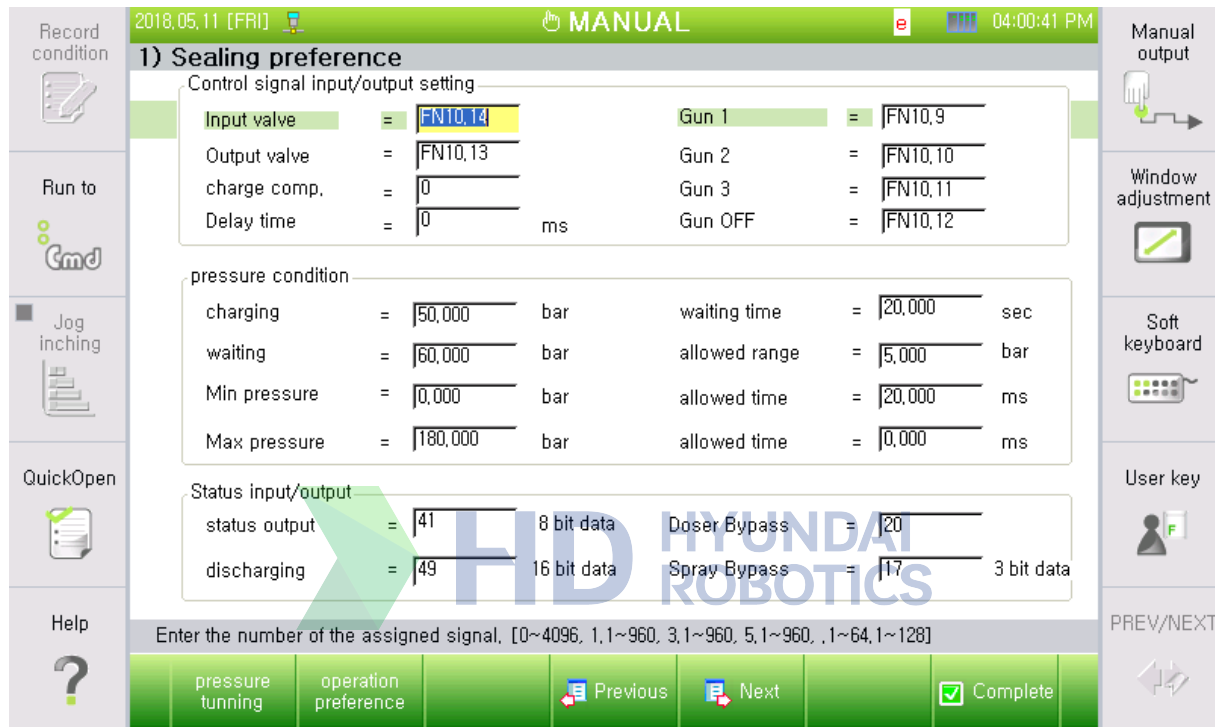 Record condition
2018,05,11 [FRI] MANUAL e 04:00:41 PM
Manual output
1) Sealing preference
Control signal input/output setting
Input valve = FN10,14 Gun 1 = FN10,9
Output valve = FN10,13 Gun 2 = FN10,10
charge comp, = 0 Gun 3 = FN10,11
Delay time = 0 ms Gun OFF = FN10,12
Run to
Cmd
Window adjustment
pressure condition
charging = 50,000 bar waiting time = 20,000 sec
waiting = 60,000 bar allowed range = 5,000 bar
Min pressure = 0,000 bar allowed time = 20,000 ms
Max pressure = 180,000 bar allowed time = 0,000 ms
Jog inching
Soft keyboard
QuickOpen
User key
F
Status input/output
status output = 41 8 bit data Doser Bypass = 20
discharging = 49 16 bit data Spray Bypass = 17 3 bit data
HD HYUNDAI ROBOTICS
Help
?
PREV/NEXT
Enter the number of the assigned signal, [0~4096, 1,1~960, 3,1~960, 5,1~960, ,1~64,1~128]
pressure tunning
operation preference
Previous
Next
Complete